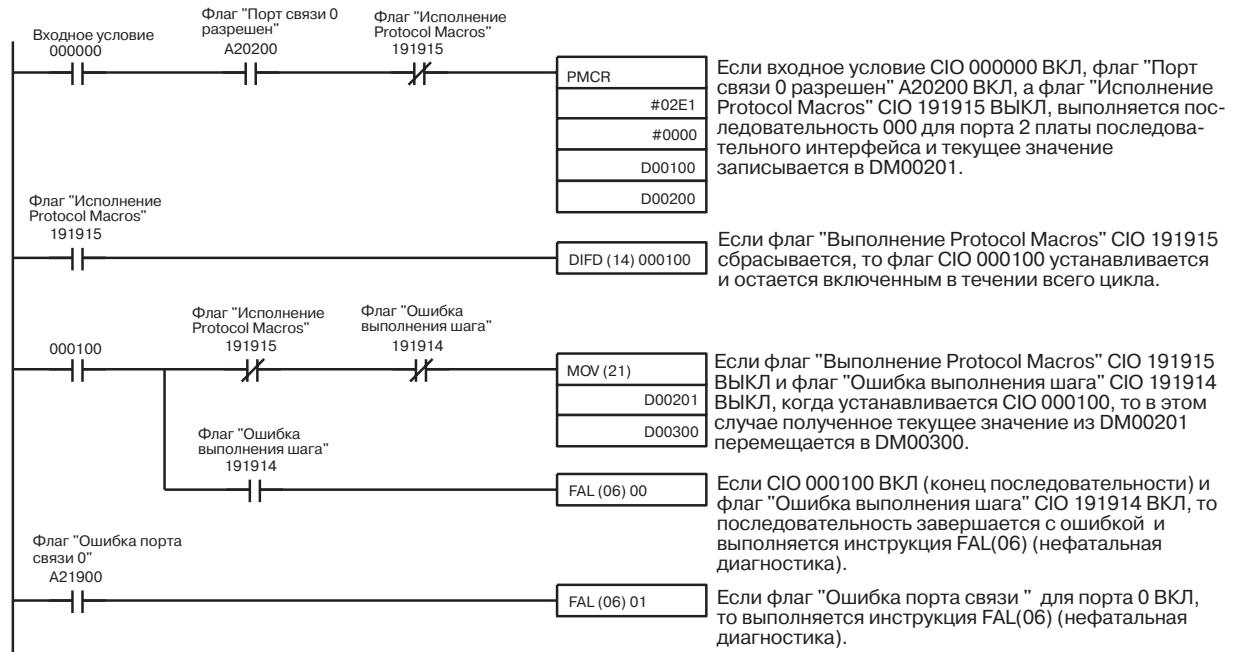 Входное условие
000000
Флаг "Порт связи 0
разрешен"
A20200
Флаг "Исполнение
Protocol Macros"
191915
PMCR
#02E1
#0000
D00100
D00200
Если входное условие CIO 000000 ВКЛ, флаг "Порт
связи 0 разрешен" A20200 ВКЛ, а флаг "Исполнение
Protocol Macros" CIO 191915 ВЫКЛ, выполняется пос-
ледовательность 000 для порта 2 платы последова-
тельного интерфейса и текущее значение
записывается в DM00201.
Флаг "Исполнение
Protocol Macros"
191915
DIFD (14) 000100
Если флаг "Выполнение Protocol Macros" CIO 191915
сбрасывается, то флаг CIO 000100 устанавливается
и остается включенным в течении всего цикла.
000100
Флаг "Исполнение
Protocol Macros"
191915
Флаг "Ошибка
выполнения шага"
191914
MOV (21)
D00201
D00300
Если флаг "Выполнение Protocol Macros" CIO 191915
ВЫКЛ и флаг "Ошибка выполнения шага" CIO 191914
ВЫКЛ, когда устанавливается CIO 000100, то в этом
случае полученное текущее значение из DM00201
перемещается в DM00300.
Флаг "Ошибка
выполнения шага"
191914
FAL (06) 00
Если CIO 000100 ВКЛ (конец последовательности) и
флаг "Ошибка выполнения шага" CIO 191914 ВКЛ, то
последовательность завершается с ошибкой и
выполняется инструкция FAL(06) (нефатальная
диагностика).
Флаг "Ошибка порта
связи 0"
A21900
FAL (06) 01
Если флаг "Ошибка порта связи " для порта 0 ВКЛ,
то выполняется инструкция FAL(06) (нефатальная
диагностика).